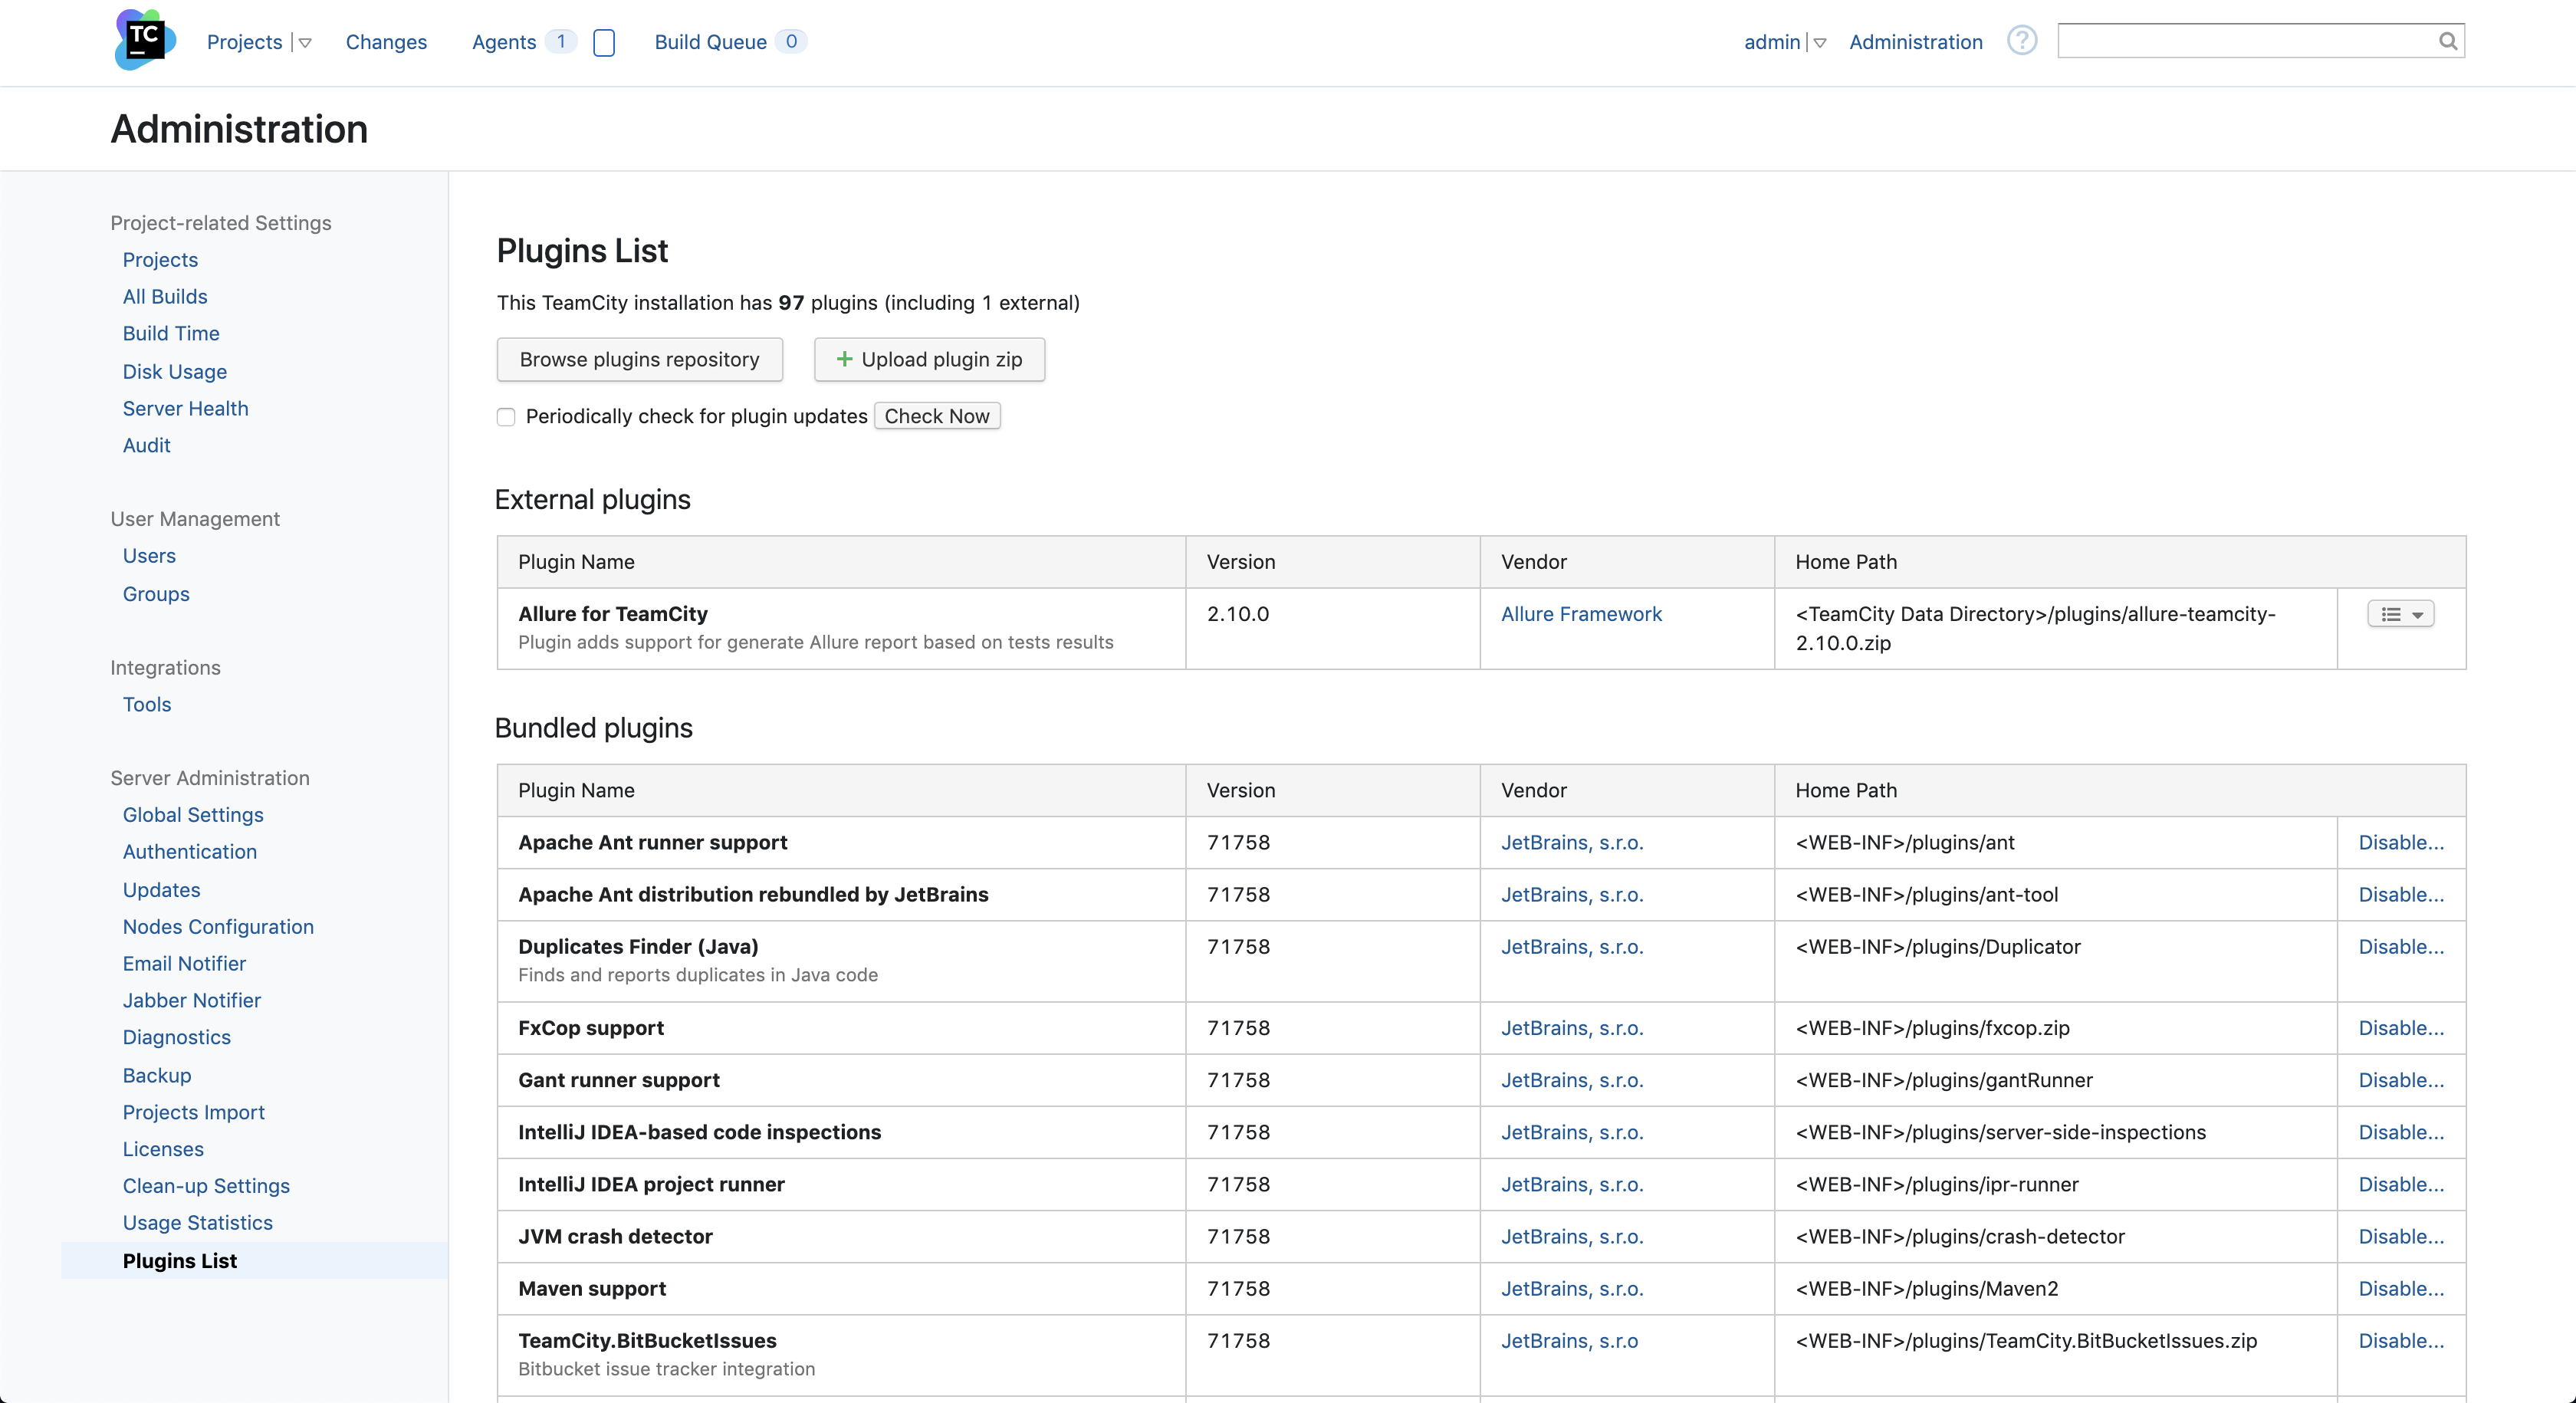 TC
Projects
Changes
Agents 1
Build Queue 0
admin
Administration
?
Administration
Project-related Settings
Projects
All Builds
Build Time
Disk Usage
Server Health
Audit
User Management
Users
Groups
Integrations
Tools
Server Administration
Global Settings
Authentication
Updates
Nodes Configuration
Email Notifier
Jabber Notifier
Diagnostics
Backup
Projects Import
Licenses
Clean-up Settings
Usage Statistics
Plugins List
Plugins List
This TeamCity installation has 97 plugins (including 1 external)
Browse plugins repository
+ Upload plugin zip
Periodically check for plugin updates Check Now
External plugins
Plugin Name Version Vendor Home Path
Allure for TeamCity 2.10.0 Allure Framework <TeamCity Data Directory>/plugins/allure-teamcity-
Plugin adds support for generate Allure report based on tests results 2.10.0.zip
Bundled plugins
Plugin Name Version Vendor Home Path
Apache Ant runner support 71758 JetBrains, s.r.o. <WEB-INF>/plugins/ant Disable...
Apache Ant distribution rebundled by JetBrains 71758 JetBrains, s.r.o. <WEB-INF>/plugins/ant-tool Disable...
Duplicates Finder (Java) 71758 JetBrains, s.r.o. <WEB-INF>/plugins/Duplicator Disable...
Finds and reports duplicates in Java code
FxCop support 71758 JetBrains, s.r.o. <WEB-INF>/plugins/fxcop.zip Disable...
Gant runner support 71758 JetBrains, s.r.o. <WEB-INF>/plugins/gantRunner Disable...
IntelliJ IDEA-based code inspections 71758 JetBrains, s.r.o. <WEB-INF>/plugins/server-side-inspections Disable...
IntelliJ IDEA project runner 71758 JetBrains, s.r.o. <WEB-INF>/plugins/ipr-runner Disable...
JVM crash detector 71758 JetBrains, s.r.o. <WEB-INF>/plugins/crash-detector Disable...
Maven support 71758 JetBrains, s.r.o. <WEB-INF>/plugins/Maven2 Disable...
TeamCity.BitBucketIssues 71758 JetBrains, s.r.o <WEB-INF>/plugins/TeamCity.BitBucketIssues.zip Disable...
Bitbucket issue tracker integration